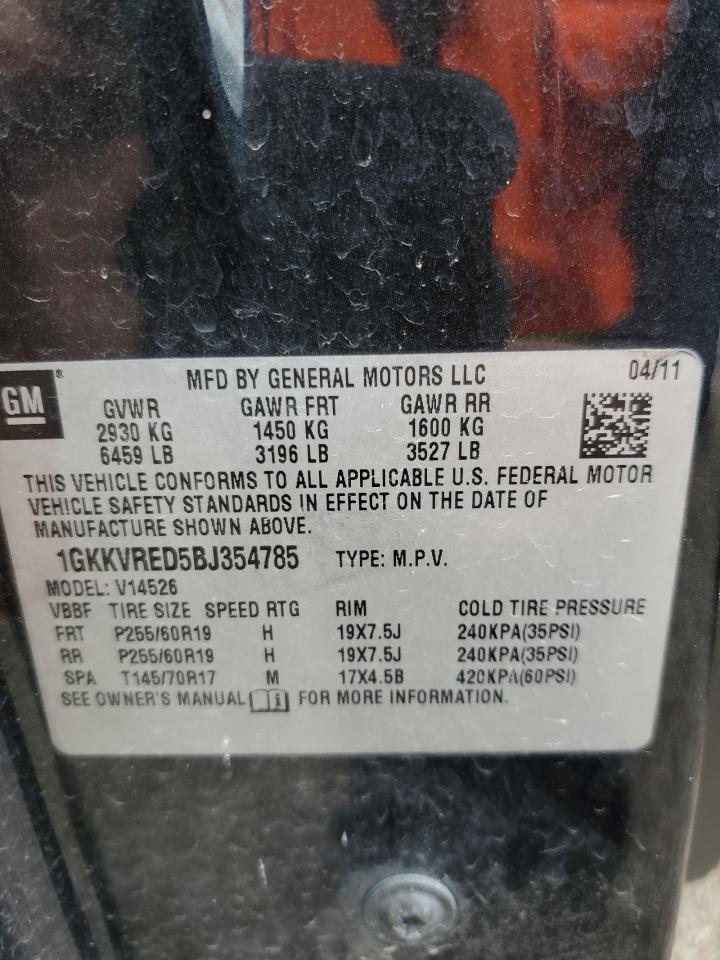 GM® MFD BY GENERAL MOTORS LLC 04/11
GVWR GAWR FRT GAWR RR
2930 KG 1450 KG 1600 KG
6459 LB 3196 LB 3527 LB
THIS VEHICLE CONFORMS TO ALL APPLICABLE U.S. FEDERAL MOTOR
VEHICLE SAFETY STANDARDS IN EFFECT ON THE DATE OF
MANUFACTURE SHOWN ABOVE.
1GKKVRED5BJ354785 TYPE: M.P.V.
MODEL: V14526
VBBF TIRE SIZE SPEED RTG RIM COLD TIRE PRESSURE
FRT P255/60R19 H 19X7.5J 240KPA(35PSI)
RR P255/60R19 H 19X7.5J 240KPA(35PSI)
SPA T145/70R17 M 17X4.5B 420KPA(60PSI)
SEE OWNER'S MANUAL i FOR MORE INFORMATION.